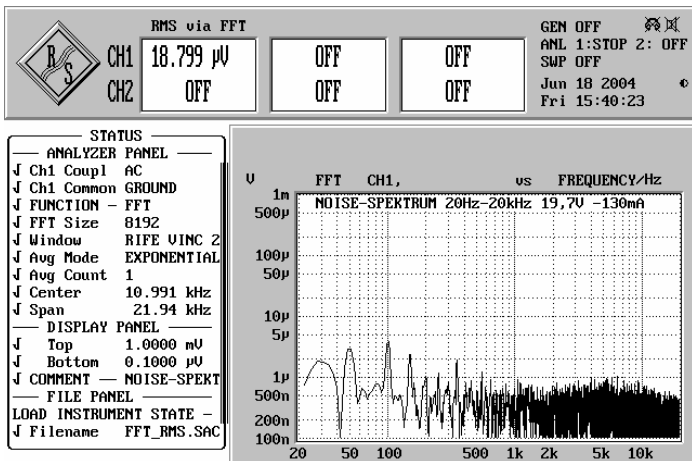 RMS via FFT
R S
CH1 18.799 µV OFF OFF
CH2 OFF OFF OFF
GEN OFF
ANL 1:STOP 2: OFF
SWP OFF
Jun 18 2004
Fri 15:40:23
STATUS
ANALYZER PANEL
Ch1 Coupl AC
Ch1 Common GROUND
FUNCTION - FFT
FFT Size 8192
Window RIFE VINC 2
Avg Mode EXPONENTIAL
Avg Count 1
Center 10.991 kHz
Span 21.94 kHz
DISPLAY PANEL
Top 1.0000 mV
Bottom 0.1000 µV
COMMENT — NOISE-SPEKT
FILE PANEL
LOAD INSTRUMENT STATE -
Filename FFT_RMS.SAC
V FFT CH1, vs FREQUENCY/Hz
NOISE-SPEKTRUM 20Hz-20kHz 19,7V -130mA
1m
500µ
100µ
50µ
10µ
5µ
1µ
500n
200n
100n
20 50 100 500 1k 2k 5k 10k